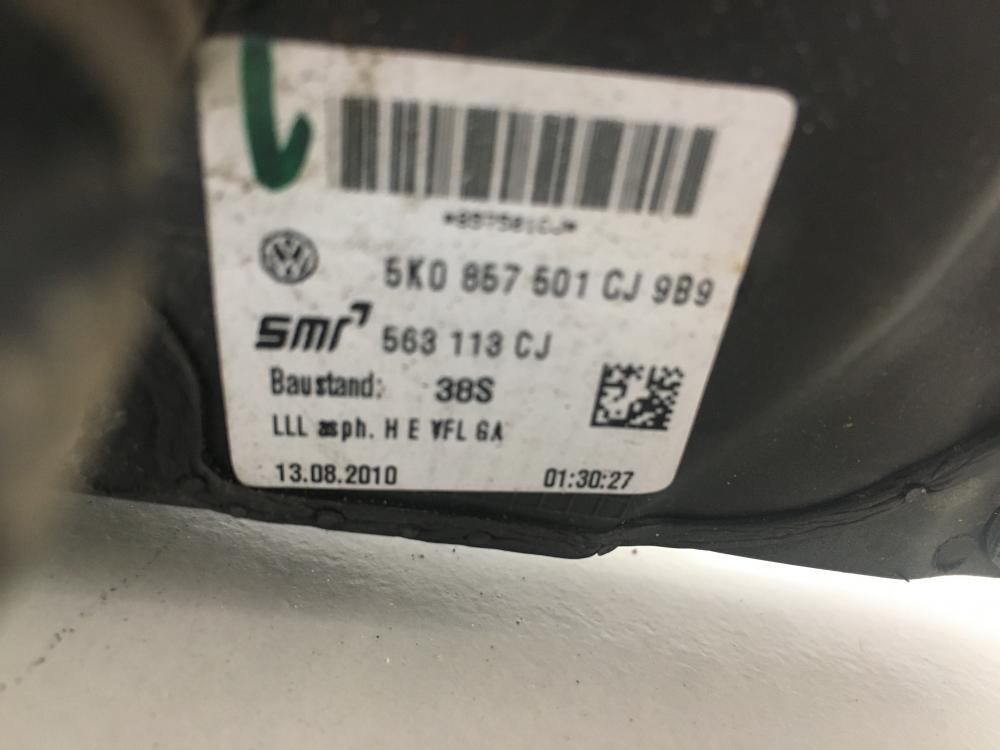 *857501CJ*
5K0 857 501 CJ 9B9
smr 563 113 CJ
Baustand: 38S
LLL asph. H E VFL GA
13.08.2010 01:30:27